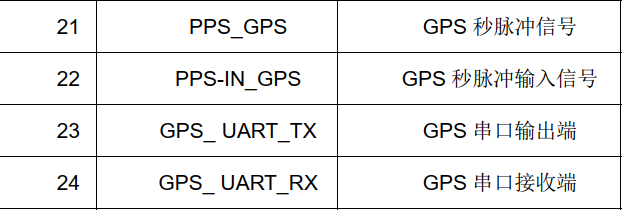 21 PPS_GPS GPS 秒脉冲信号
22 PPS-IN_GPS GPS 秒脉冲输入信号
23 GPS_ UART_TX GPS 串口输出端
24 GPS_ UART_RX GPS 串口接收端